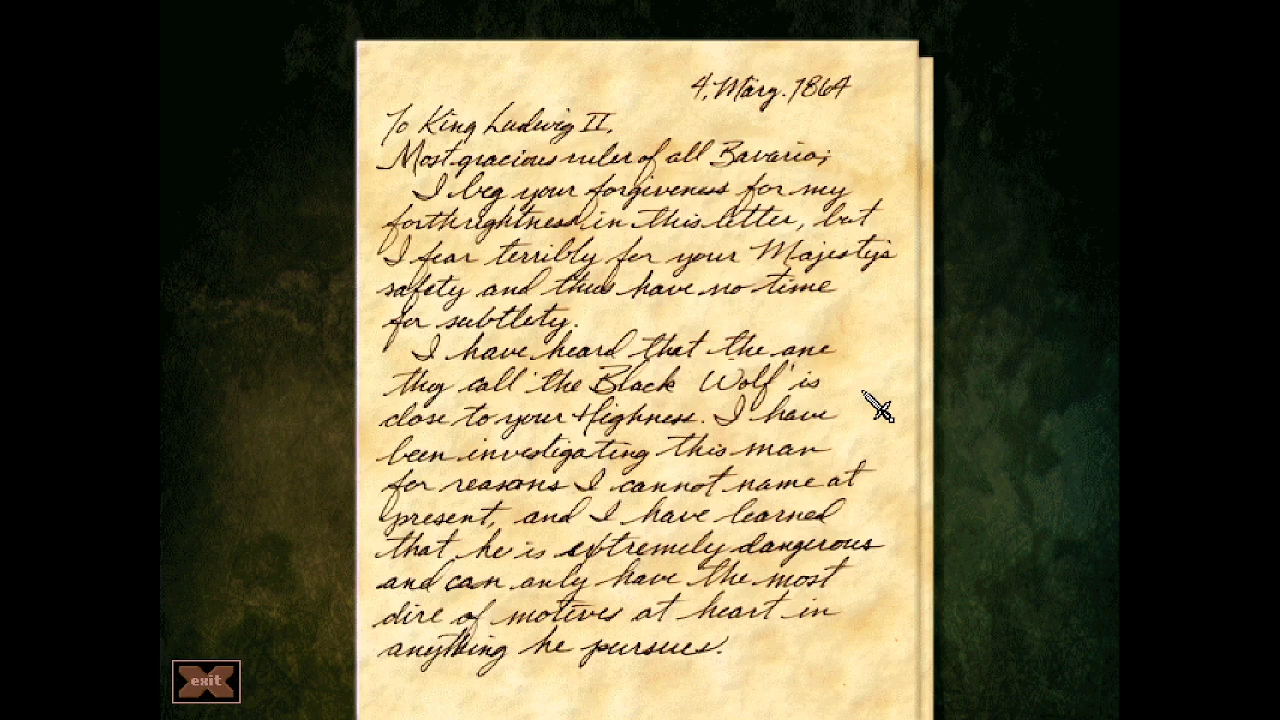 4. März. 1864
To King Ludwig II,
Most gracious ruler of all Bavaria;
I beg your forgiveness for my
forthrightness in this letter, but
I fear terribly for your Majesty's
safety and thus have no time
for subtlety.
I have heard that the one
they call 'the Black Wolf' is
close to your Highness. I have
been investigating this man
for reasons I cannot name at
present, and I have learned
that he is extremely dangerous
and can only have the most
dire of motives at heart in
anything he pursues.
exit